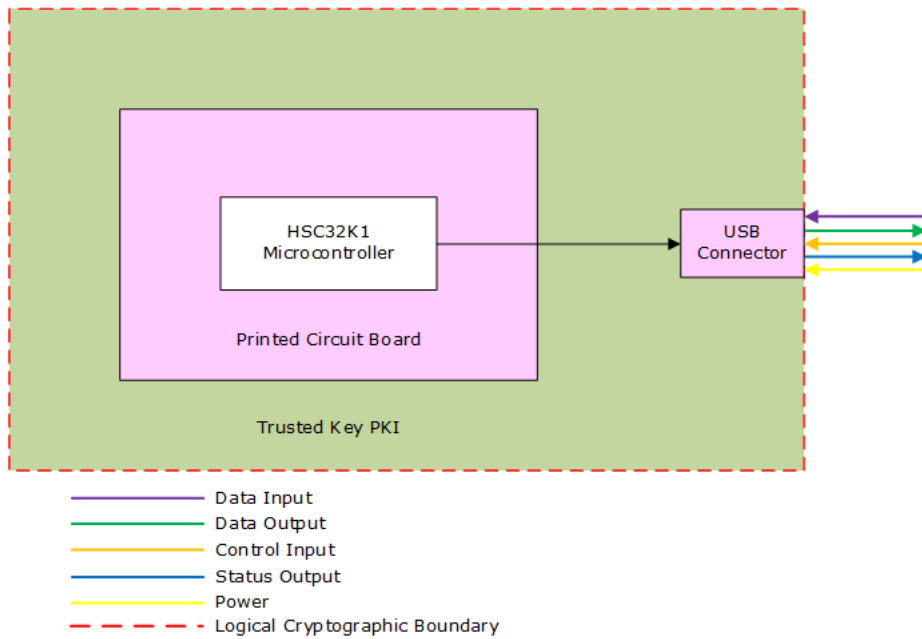 HSC32K1
Microcontroller
USB
Connector
Printed Circuit Board
Trusted Key PKI
Data Input
Data Output
Control Input
Status Output
Power
Logical Cryptographic Boundary